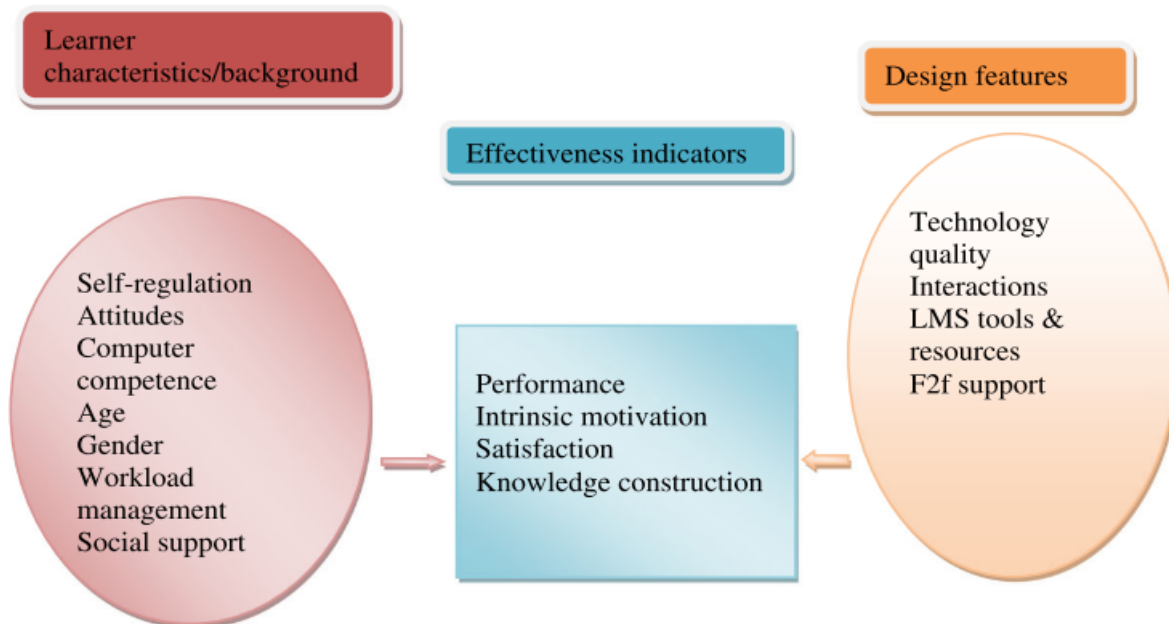 Learner
characteristics/background
Design features
Effectiveness indicators
Self-regulation
Attitudes
Computer
competence
Age
Gender
Workload
management
Social support
Performance
Intrinsic motivation
Satisfaction
Knowledge construction
Technology
quality
Interactions
LMS tools &
resources
F2f support